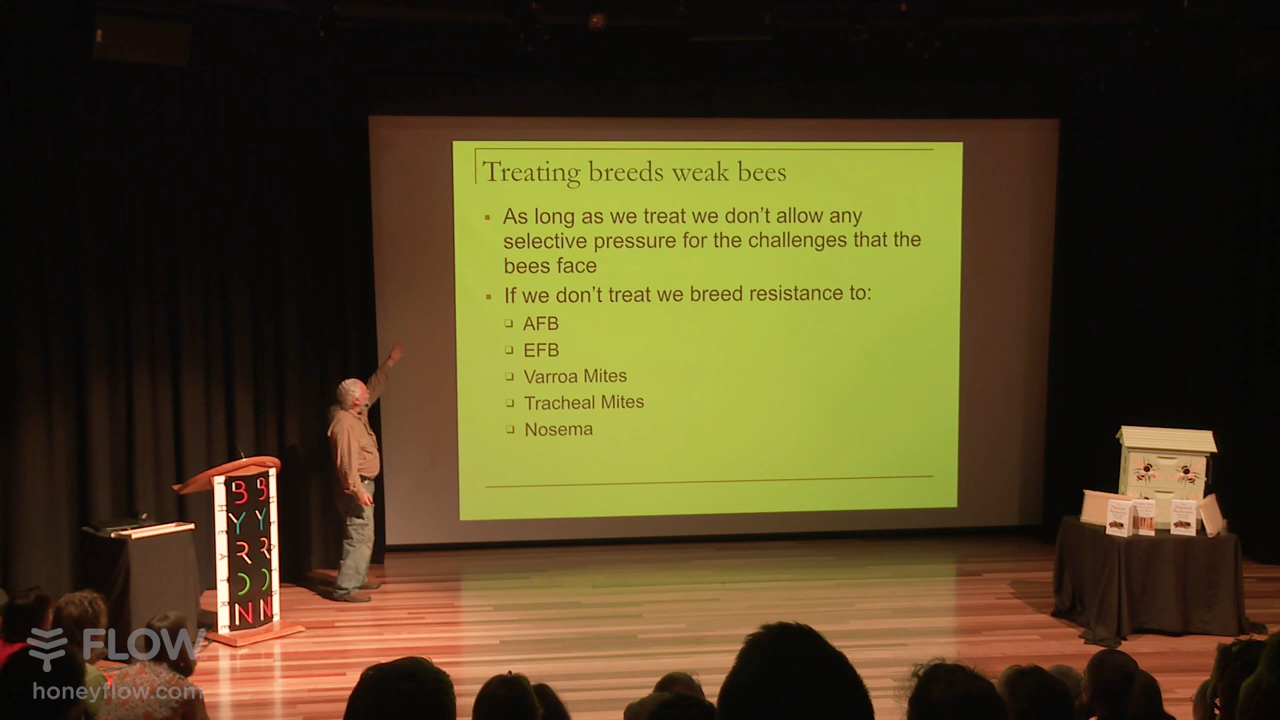 Treating breeds weak bees
As long as we treat we don't allow any
selective pressure for the challenges that the
bees face
If we don't treat we breed resistance to:
AFB
EFB
Varroa Mites
Tracheal Mites
Nosema
BYRON
BYRON
THEATRE
FLOW
honeyflow.com